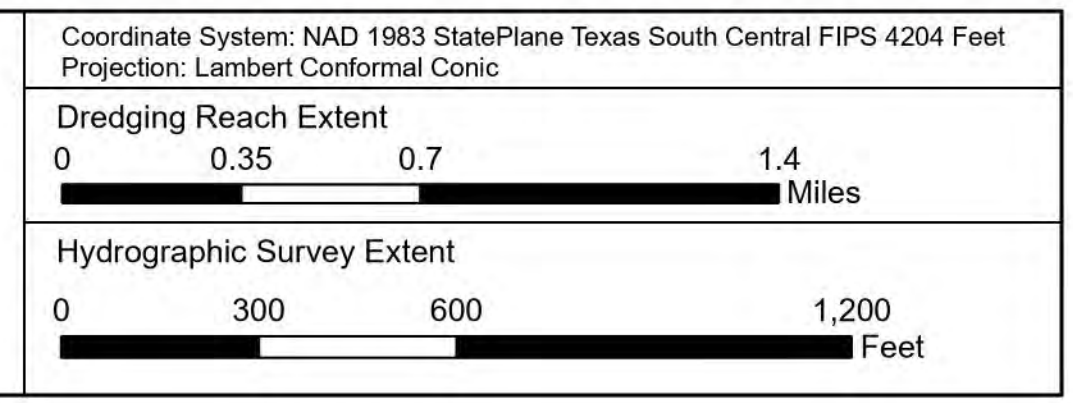 Coordinate System: NAD 1983 StatePlane Texas South Central FIPS 4204 Feet
Projection: Lambert Conformal Conic
Dredging Reach Extent
0 0.35 0.7 1.4
Miles
Hydrographic Survey Extent
0 300 600 1,200
Feet